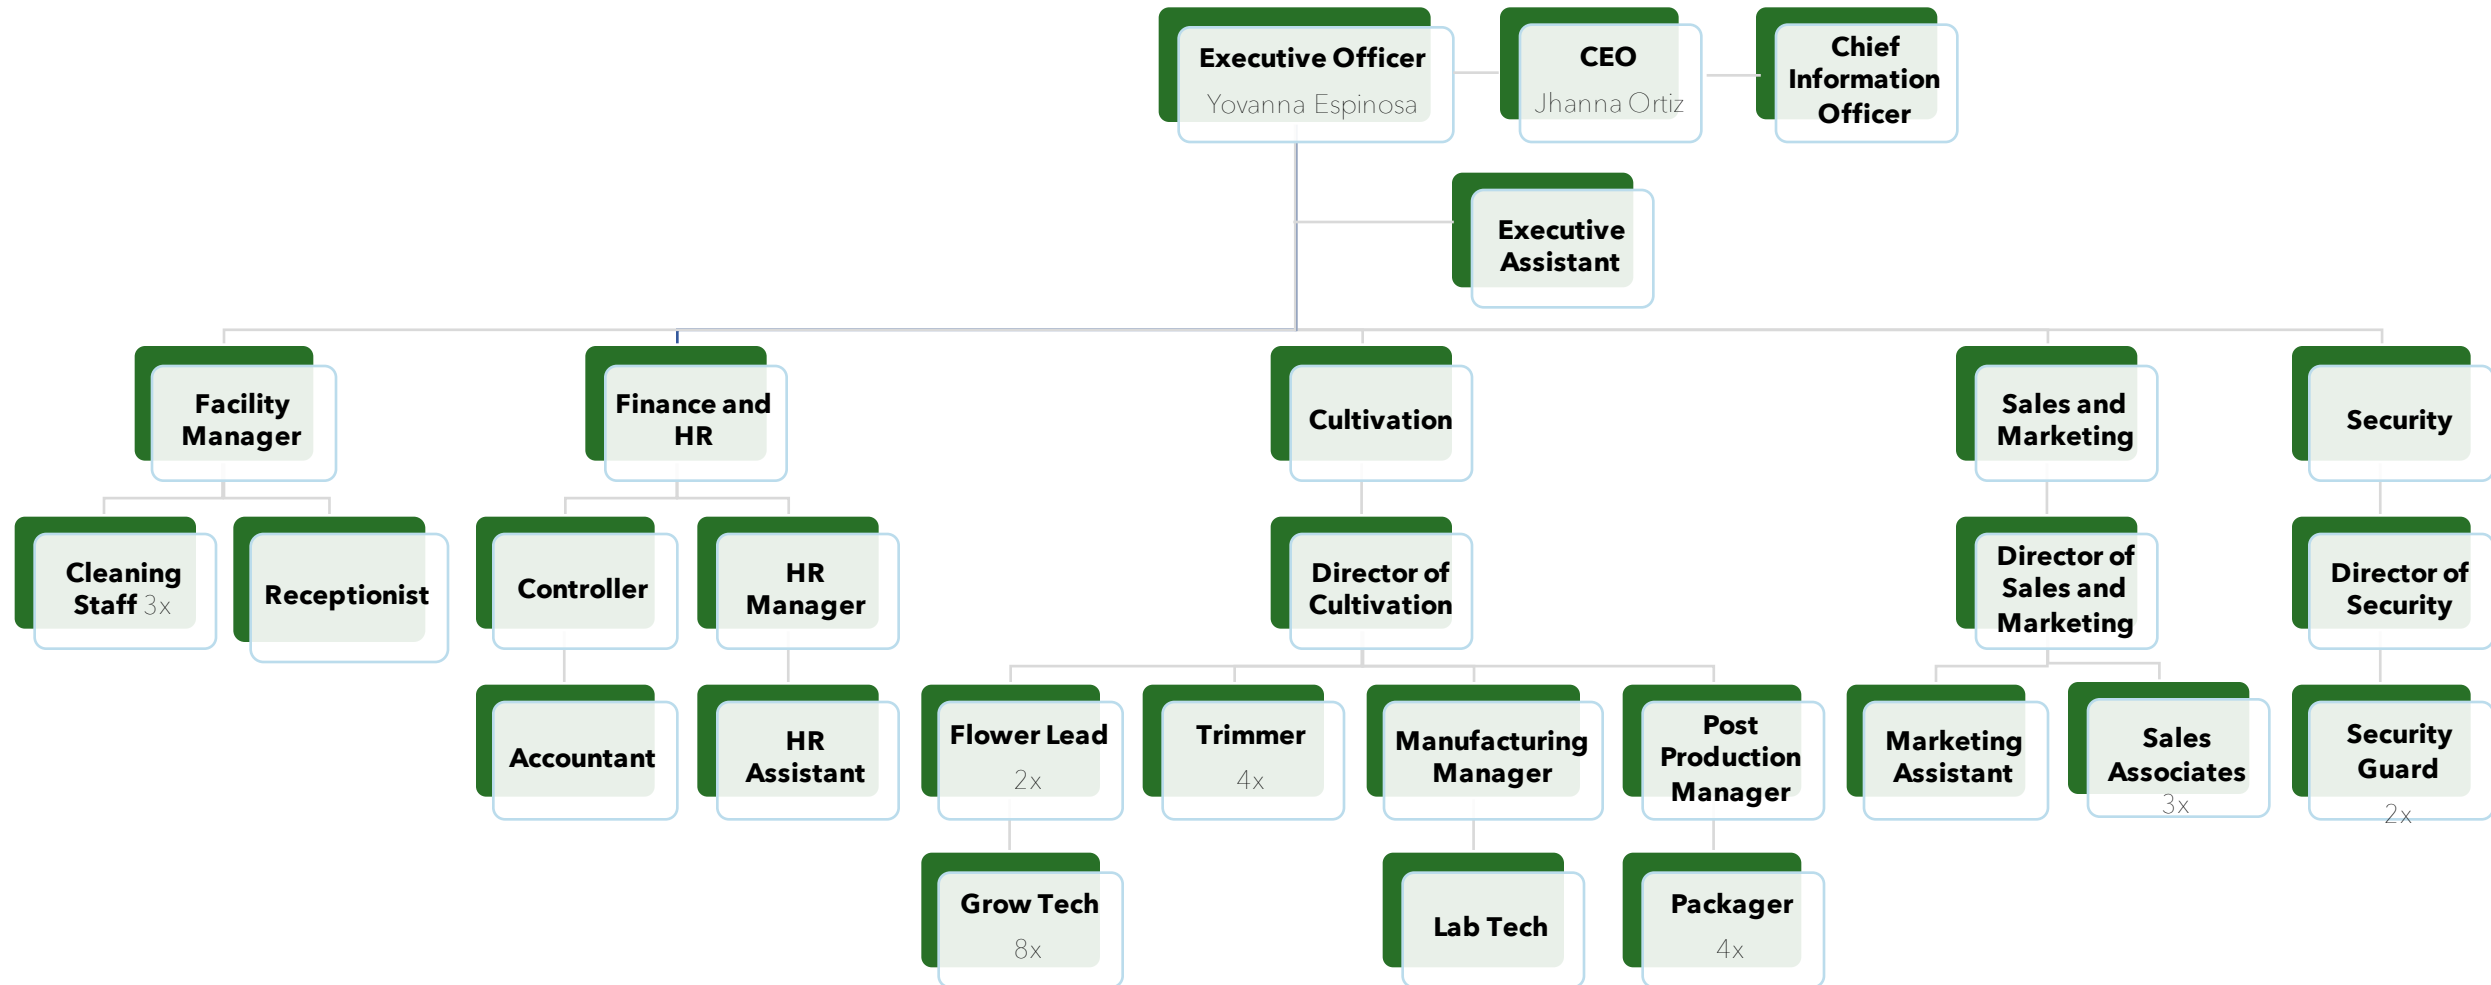 Executive Officer
Yovanna Espinosa
CEO
Jhanna Ortiz
Chief
Information
Officer
Executive
Assistant
Facility
Manager
Finance and
HR
Cultivation
Sales and
Marketing
Security
Cleaning
Staff 3x
Receptionist
Controller
HR
Manager
Director of
Cultivation
Director of
Sales and
Marketing
Director of
Security
Accountant
HR
Assistant
Flower Lead
2x
Trimmer
4x
Manufacturing
Manager
Post
Production
Manager
Marketing
Assistant
Sales
Associates
3x
Security
Guard
2x
Grow Tech
8x
Lab Tech
Packager
4x